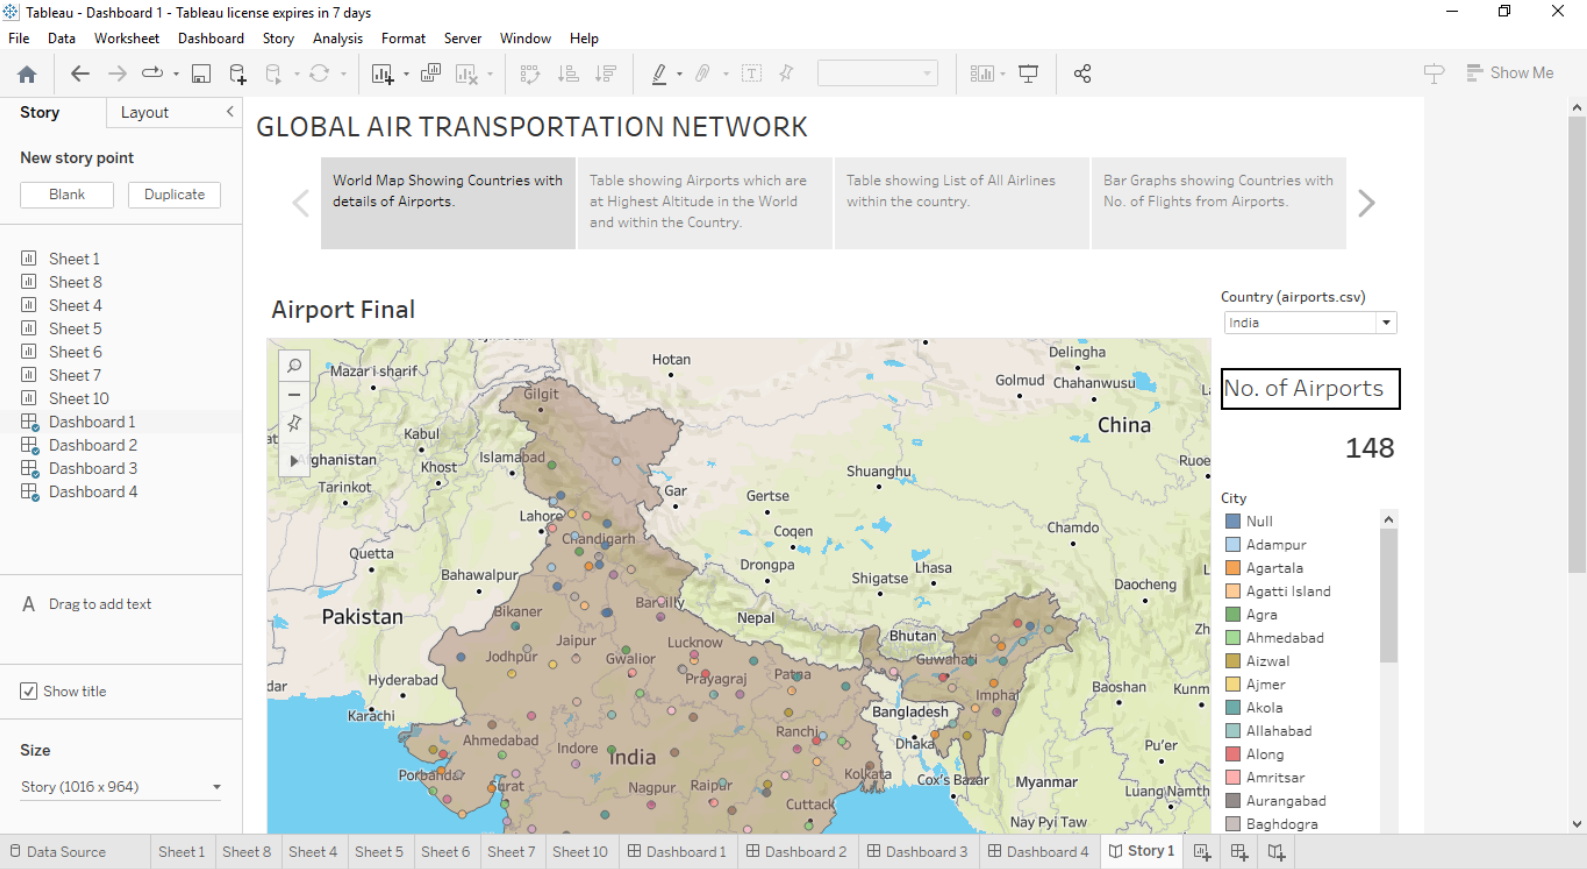 Tableau - Dashboard 1 - Tableau license expires in 7 days
File Data Worksheet Dashboard Story Analysis Format Server Window Help
Show Me
Story Layout
New story point
Blank Duplicate
Sheet 1
Sheet 8
Sheet 4
Sheet 5
Sheet 6
Sheet 7
Sheet 10
Dashboard 1
Dashboard 2
Dashboard 3
Dashboard 4
A Drag to add text
Show title
Size
Story (1016 x 964)
GLOBAL AIR TRANSPORTATION NETWORK
World Map Showing Countries with
details of Airports.
Table showing Airports which are
at Highest Altitude in the World
and within the Country.
Table showing List of All Airlines
within the country.
Bar Graphs showing Countries with
No. of Flights from Airports.
Airport Final
Hotan
Delingha
Mazar i sharif
Golmud Chahanwusu
Gilgit
China
Kabul
Islamabad
Khost
Shuanghu
Ruoe
Tarinkot
Gar
Gertse
Lahore
Coqen
Chamdo
Chandigarh
Quetta
Drongpa
Lhasa
Shigatse
Bahawalpur
Daocheng
Pakistan
Bikaner
Bareilly
Nepal
Bhutan
Zh
Jaipur
Lucknow
Jodhpur
Gwalior
Guwahati
Prayagraj
Patna
Hyderabad
dar
Imphal
Baoshan
Kunm
Karachi
Bangladesh
Ahmedabad
Indore
India
Ranchi
Dhaka
Pu'er
Porbandar
Surat
Nagpur
Raipur
Kolkata
Cox's Bazar
Myanmar
Luang Namth
Cuttack
Nay Pyi Taw
Country (airports.csv)
India
No. of Airports
148
City
Null
Adampur
Agartala
Agatti Island
Agra
Ahmedabad
Aizwal
Ajmer
Akola
Allahabad
Along
Amritsar
Aurangabad
Baghdogra
Data Source Sheet 1 Sheet 8 Sheet 4 Sheet 5 Sheet 6 Sheet 7 Sheet 10 Dashboard 1 Dashboard 2 Dashboard 3 Dashboard 4 Story 1